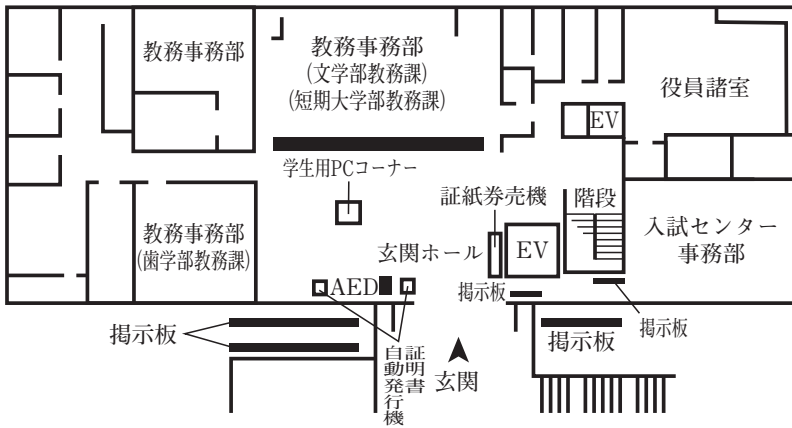 教務事務部
教務事務部
(文学部教務課)
(短期大学部教務課)
役員諸室
EV
学生用PCコーナー
証紙券売機
階段
教務事務部
(歯学部教務課)
玄関ホール
EV
入試センター
事務部
AED
掲示板
掲示板
掲示板
掲示板
証明書
自動発行機
玄関